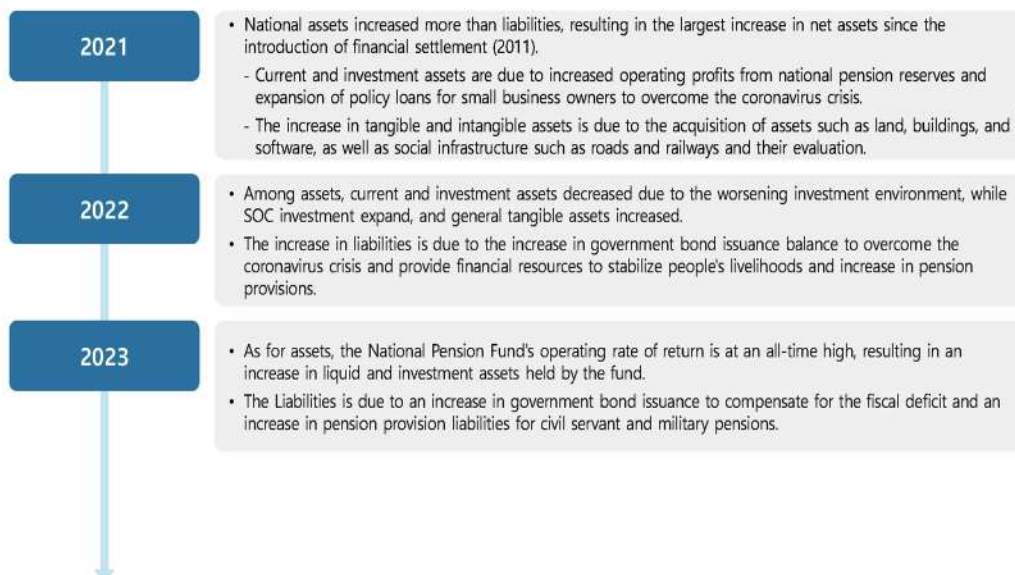 2021
• National assets increased more than liabilities, resulting in the largest increase in net assets since the
introduction of financial settlement (2011).
- Current and investment assets are due to increased operating profits from national pension reserves and
expansion of policy loans for small business owners to overcome the coronavirus crisis.
- The increase in tangible and intangible assets is due to the acquisition of assets such as land, buildings, and
software, as well as social infrastructure such as roads and railways and their evaluation.
2022
• Among assets, current and investment assets decreased due to the worsening investment environment, while
SOC investment expand, and general tangible assets increased.
• The increase in liabilities is due to the increase in government bond issuance balance to overcome the
coronavirus crisis and provide financial resources to stabilize people's livelihoods and increase in pension
provisions.
2023
• As for assets, the National Pension Fund's operating rate of return is at an all-time high, resulting in an
increase in liquid and investment assets held by the fund.
• The Liabilities is due to an increase in government bond issuance to compensate for the fiscal deficit and an
increase in pension provision liabilities for civil servant and military pensions.